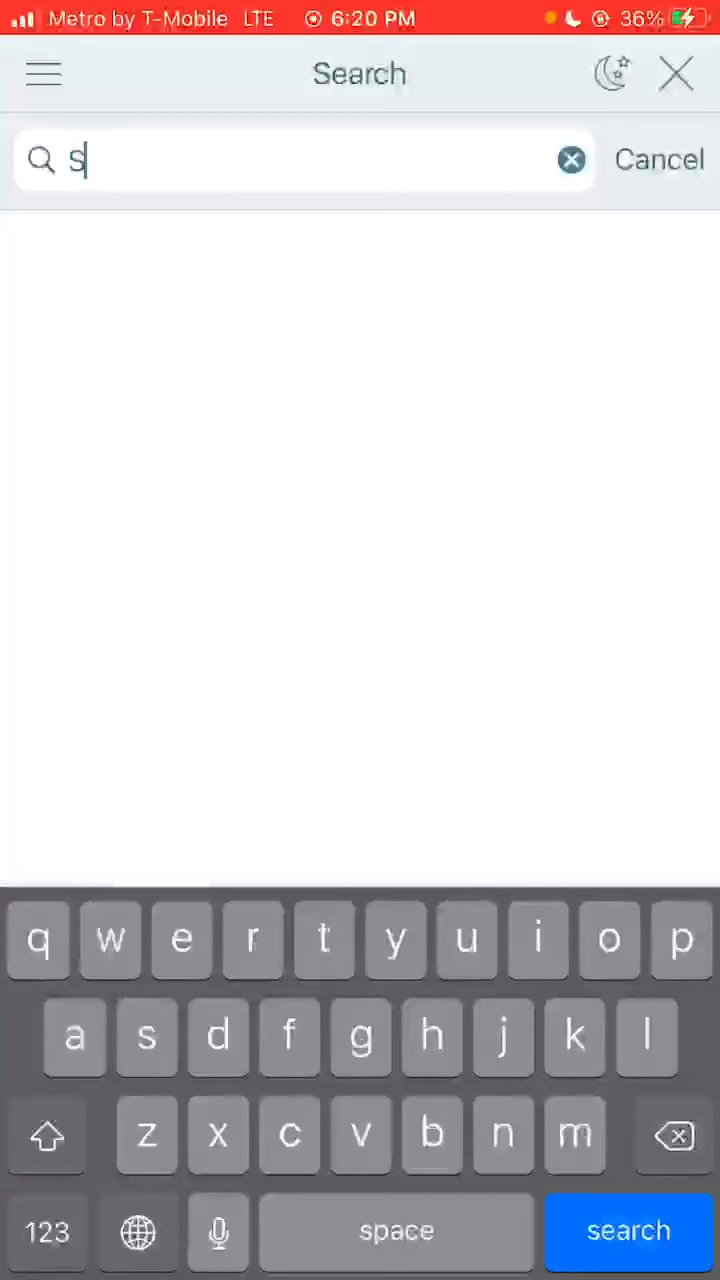 Metro by T-Mobile LTE 6:20 PM 36%
Search
S Cancel
q w e r t y u i o p
a s d f g h j k l
z x c v b n m
123 space search